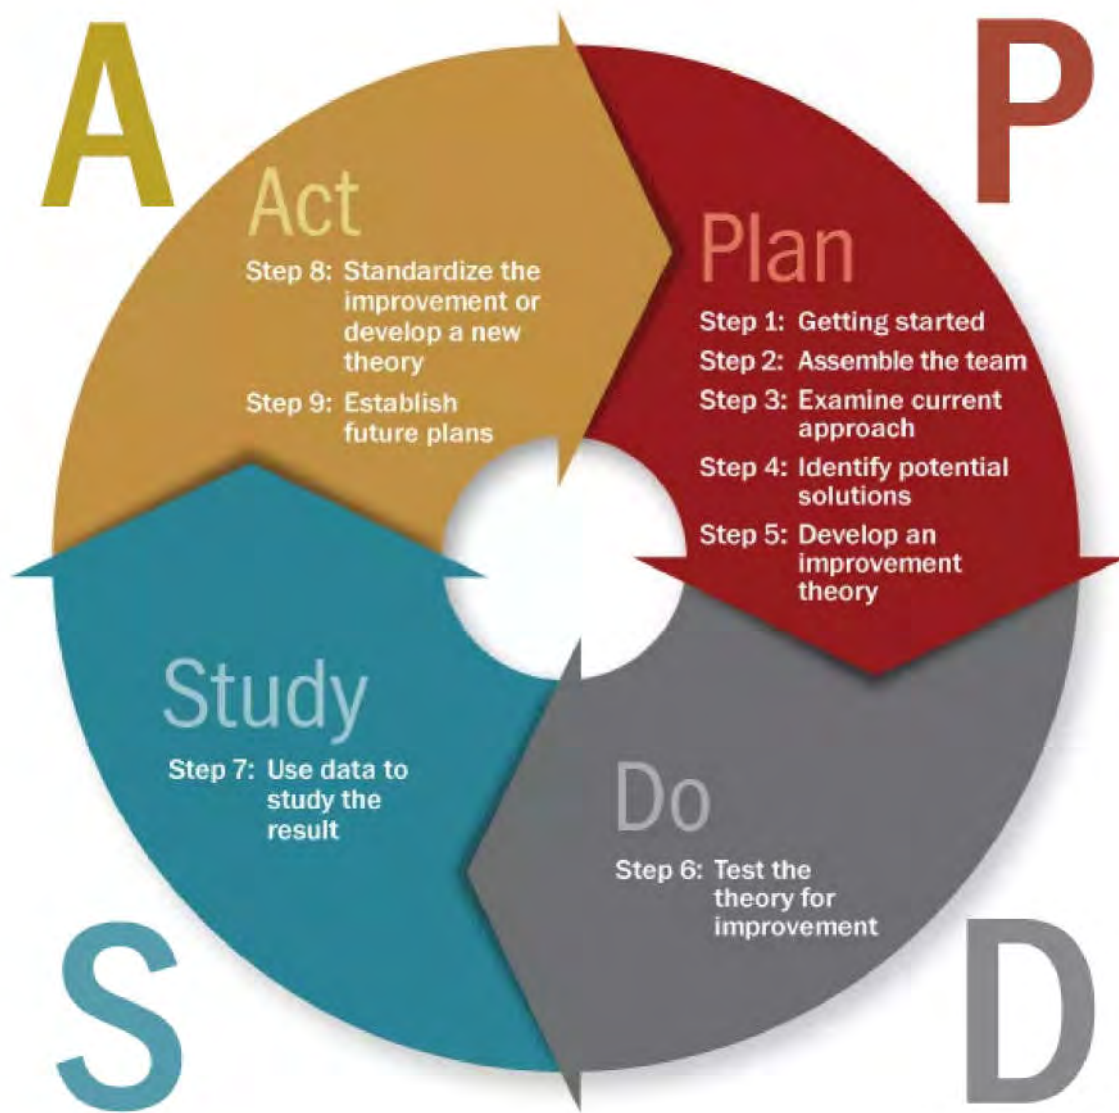 A
P
Act
Step 8: Standardize the
improvement or
develop a new
theory
Step 9: Establish
future plans
Plan
Step 1: Getting started
Step 2: Assemble the team
Step 3: Examine current
approach
Step 4: Identify potential
solutions
Step 5: Develop an
improvement
theory
Study
Step 7: Use data to
study the
result
Do
Step 6: Test the
theory for
improvement
S
D